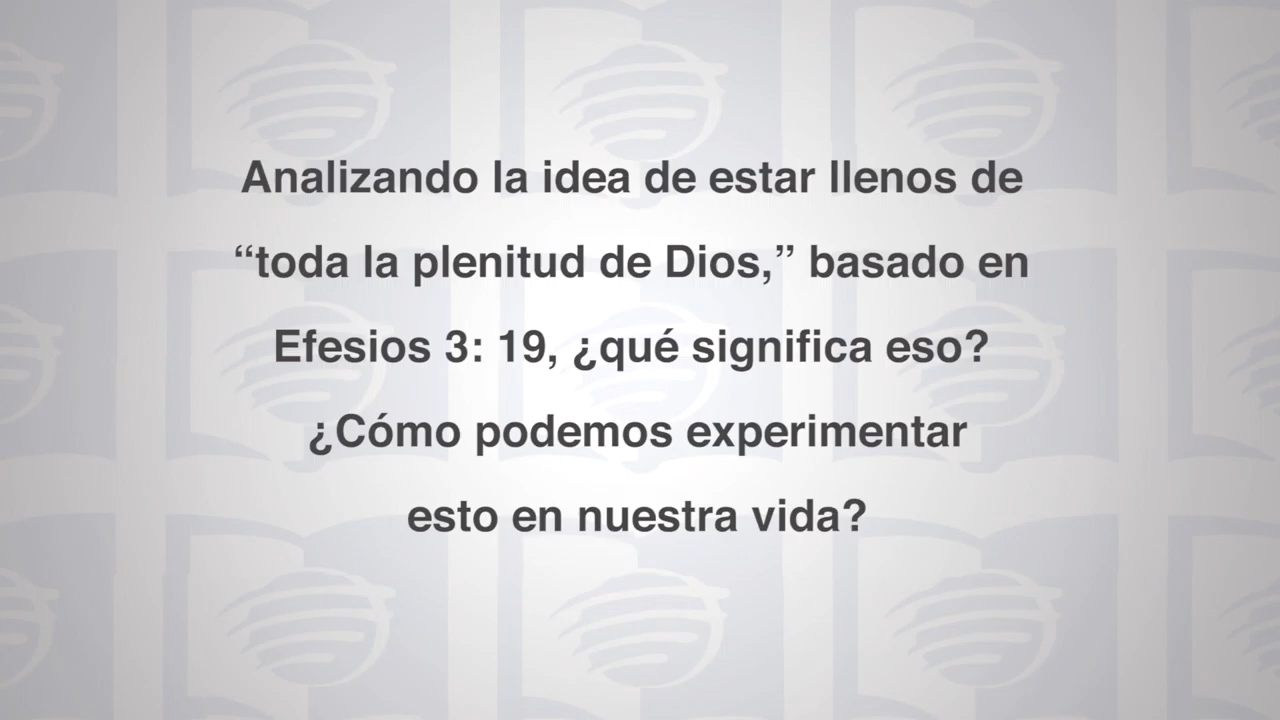 Analizando la idea de estar llenos de
“toda la plenitud de Dios,” basado en
Efesios 3: 19, ¿qué significa eso?
¿Cómo podemos experimentar
esto en nuestra vida?